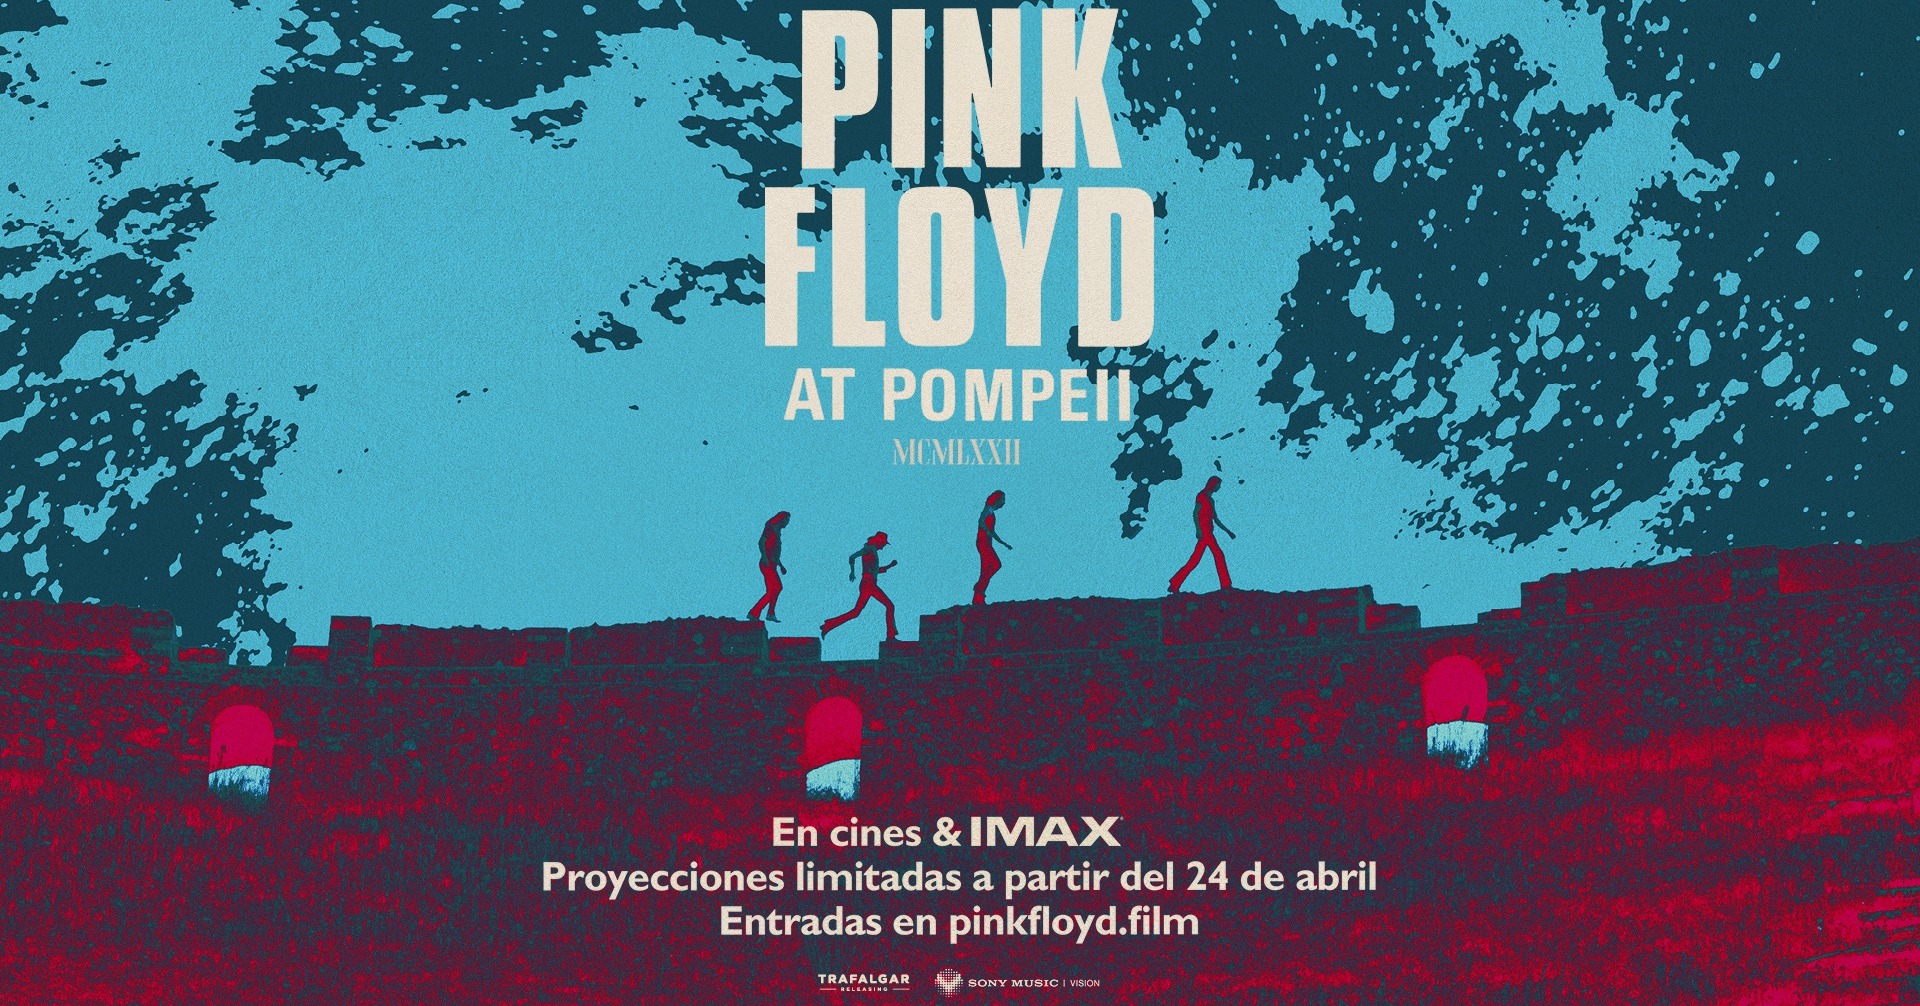 PINK
FLOYD
AT POMPEII
MCMLXXII
En cines & IMAX®
Proyecciones limitadas a partir del 24 de abril
Entradas en pinkfloyd.film
TRAFALGAR
RELEASING
SONY MUSIC | VISION